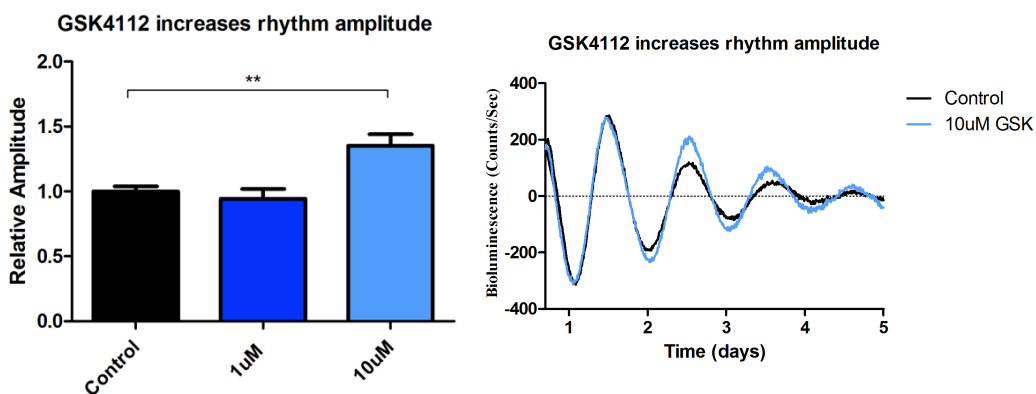 GSK4112 increases rhythm amplitude
Relative Amplitude
2.0
1.5
1.0
0.5
0.0
**
Control
1uM
10uM
GSK4112 increases rhythm amplitude
Bioluminescence (Counts/Sec)
400
200
0
-200
-400
1 2 3 4 5
Time (days)
Control
10uM GSK